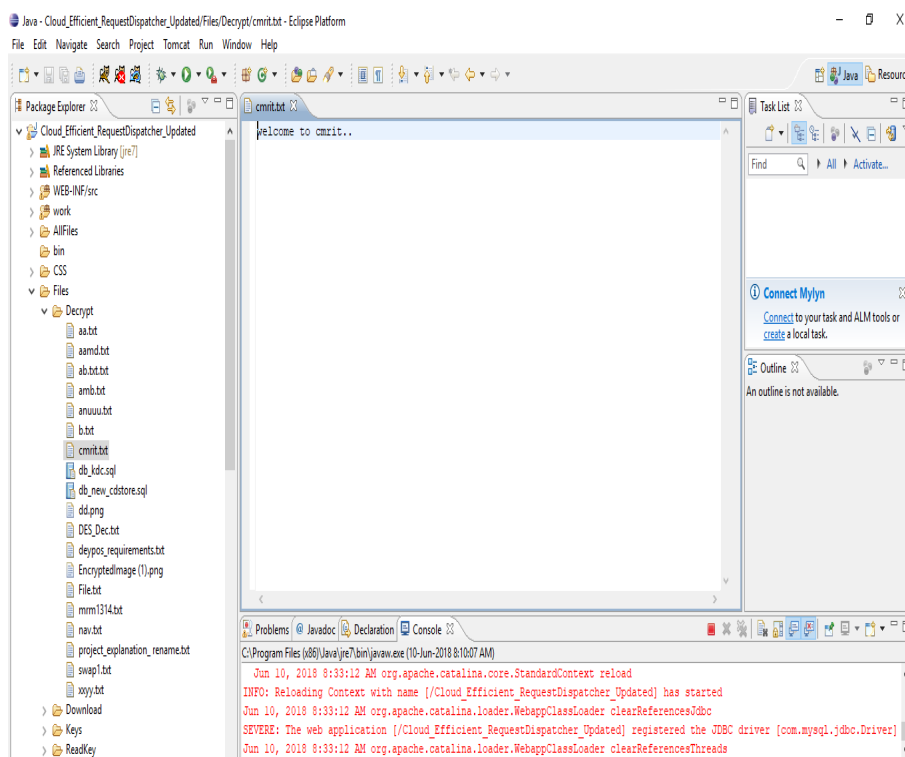 Java - Cloud_Efficient_RequestDispatcher_Updated/Files/Decrypt/cmrit.txt - Eclipse Platform
File Edit Navigate Search Project Tomcat Run Window Help
Java
Resourc
Package Explorer
Cloud_Efficient_RequestDispatcher_Updated
JRE System Library [jre7]
Referenced Libraries
WEB-INF/src
work
AllFiles
bin
CSS
Files
Decrypt
aa.txt
aamd.txt
ab.txt.txt
amb.txt
anuuu.txt
b.txt
cmrit.txt
db_kdc.sql
db_new_cdstore.sql
dd.png
DES_Dec.txt
deypos_requirements.txt
EncryptedImage (1).png
File.txt
mrm1314.txt
nav.txt
project_explanation_rename.txt
swap1.txt
xxyy.txt
Download
Keys
ReadKey
cmrit.txt
welcome to cmrit..
Task List
Find All Activate...
Connect Mylyn
Connect to your task and ALM tools or
create a local task.
Outline
An outline is not available.
Problems @ Javadoc Declaration Console
C:\Program Files (x86)\Java\jre7\bin\javaw.exe (10-Jun-2018 8:10:07 AM)
Jun 10, 2018 8:33:12 AM org.apache.catalina.core.StandardContext reload
INFO: Reloading Context with name [/Cloud_Efficient_RequestDispatcher_Updated] has started
Jun 10, 2018 8:33:12 AM org.apache.catalina.loader.WebappClassLoader clearReferencesJdbc
SEVERE: The web application [/Cloud_Efficient_RequestDispatcher_Updated] registered the JDBC driver [com.mysql.jdbc.Driver]
Jun 10, 2018 8:33:12 AM org.apache.catalina.loader.WebappClassLoader clearReferencesThreads